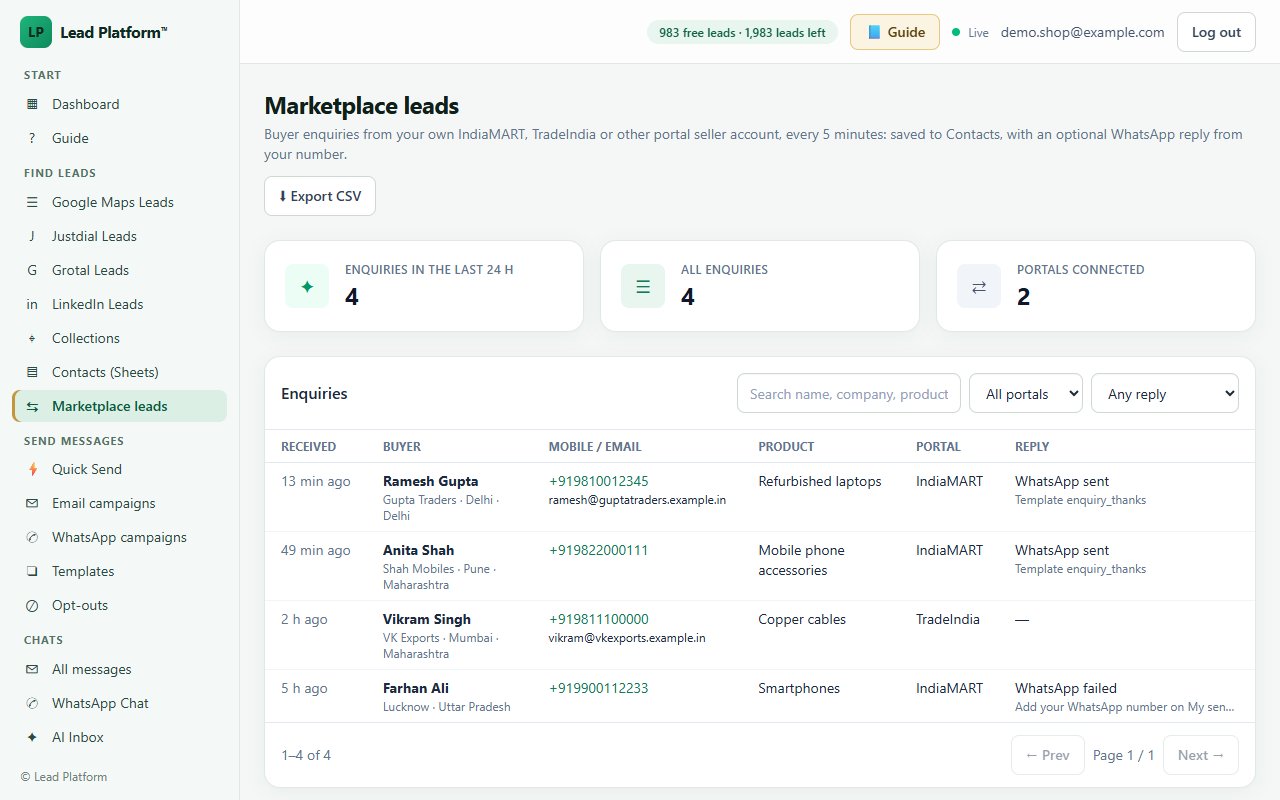 LP Lead Platform™
START
Dashboard
? Guide
FIND LEADS
Google Maps Leads
J Justdial Leads
G Grotal Leads
in LinkedIn Leads
Collections
Contacts (Sheets)
Marketplace leads
SEND MESSAGES
Quick Send
Email campaigns
WhatsApp campaigns
Templates
Opt-outs
CHATS
All messages
WhatsApp Chat
AI Inbox
© Lead Platform
983 free leads · 1,983 leads left
Guide
Live
demo.shop@example.com
Log out
Marketplace leads
Buyer enquiries from your own IndiaMART, TradeIndia or other portal seller account, every 5 minutes: saved to Contacts, with an optional WhatsApp reply from
your number.
⬇ Export CSV
ENQUIRIES IN THE LAST 24 H
4
ALL ENQUIRIES
4
PORTALS CONNECTED
2
Enquiries
Search name, company, product
All portals
Any reply
RECEIVED BUYER MOBILE / EMAIL PRODUCT PORTAL REPLY
13 min ago Ramesh Gupta +919810012345 Refurbished laptops IndiaMART WhatsApp sent
Gupta Traders · Delhi · ramesh@guptatraders.example.in Template enquiry_thanks
Delhi
49 min ago Anita Shah +919822000111 Mobile phone IndiaMART WhatsApp sent
Shah Mobiles · Pune · accessories Template enquiry_thanks
Maharashtra
2 h ago Vikram Singh +919811100000 Copper cables TradeIndia —
VK Exports · Mumbai · vikram@vkexports.example.in
Maharashtra
5 h ago Farhan Ali +919900112233 Smartphones IndiaMART WhatsApp failed
Lucknow · Uttar Pradesh Add your WhatsApp number on My sen...
1–4 of 4
← Prev
Page 1 / 1
Next →